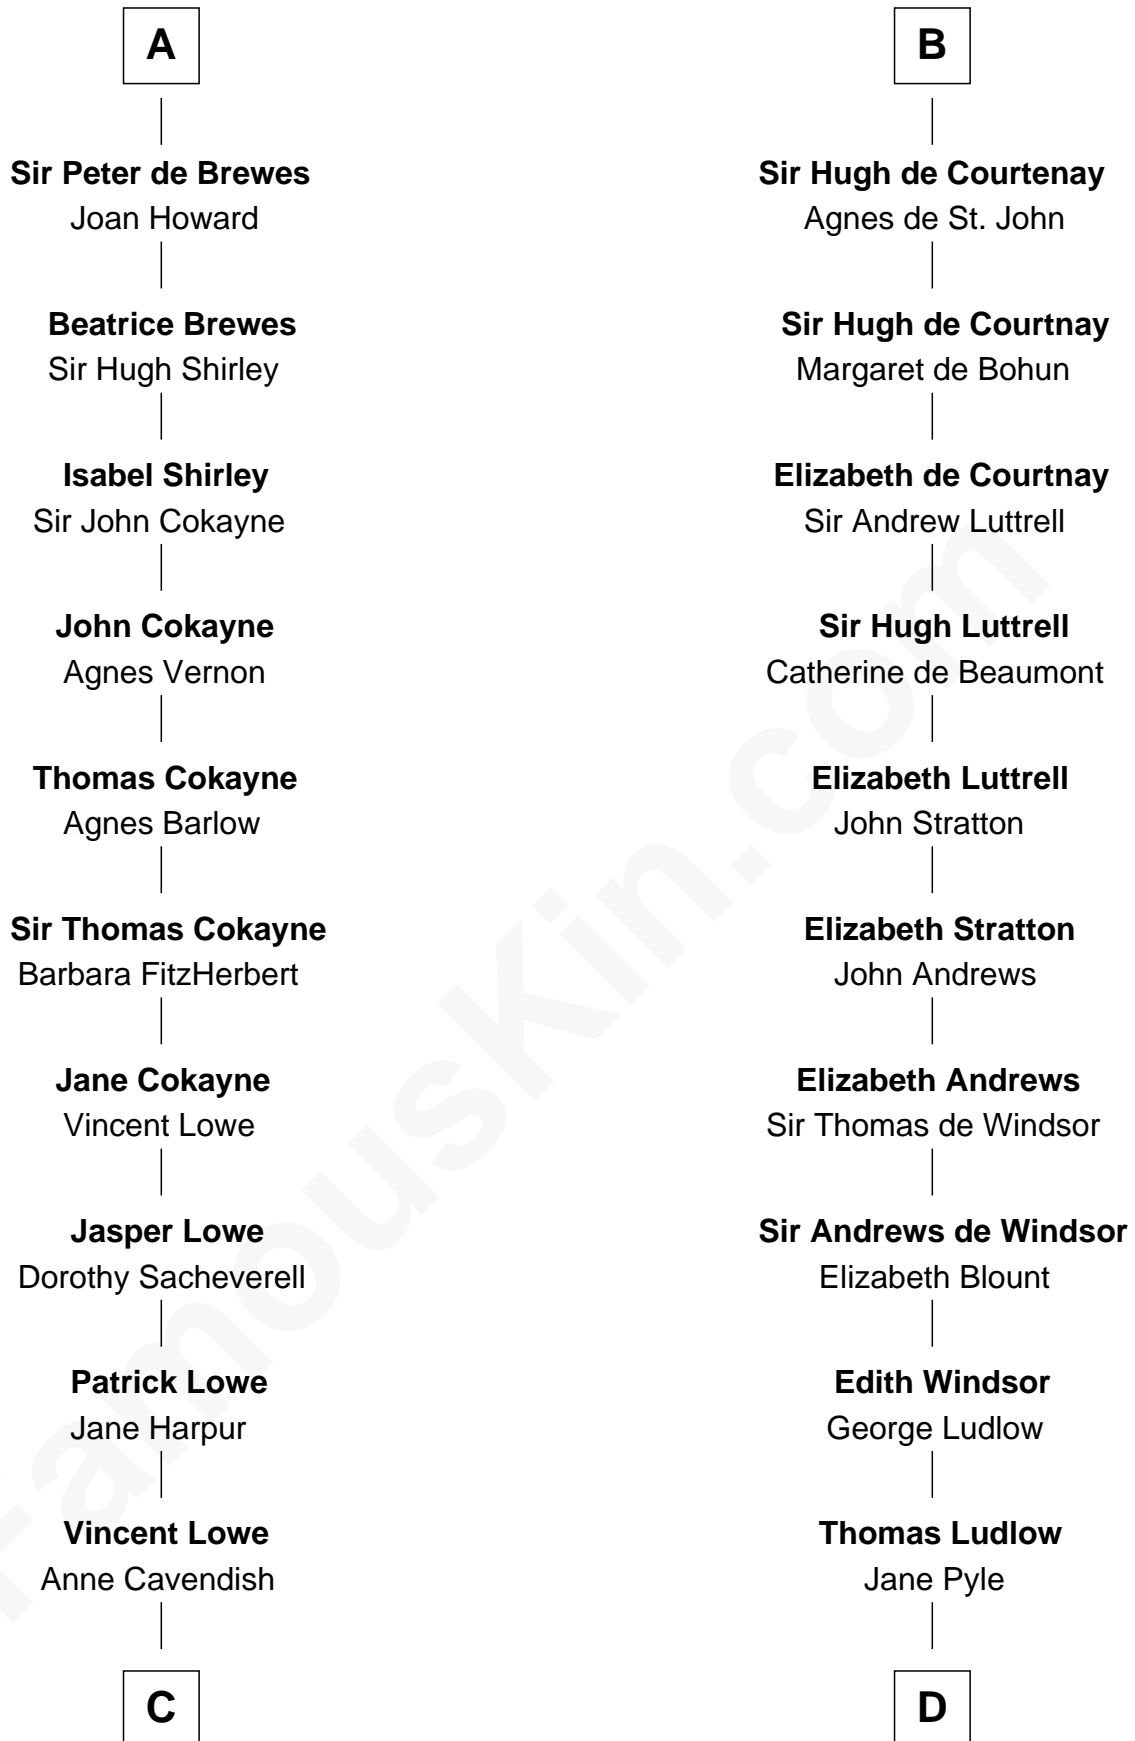 A
Sir Peter de Brewes
Joan Howard
Beatrice Brewes
Sir Hugh Shirley
Isabel Shirley
Sir John Cokayne
John Cokayne
Agnes Vernon
Thomas Cokayne
Agnes Barlow
Sir Thomas Cokayne
Barbara FitzHerbert
Jane Cokayne
Vincent Lowe
Jasper Lowe
Dorothy Sacheverell
Patrick Lowe
Jane Harpur
Vincent Lowe
Anne Cavendish
C
B
Sir Hugh de Courtenay
Agnes de St. John
Sir Hugh de Courtnay
Margaret de Bohun
Elizabeth de Courtnay
Sir Andrew Luttrell
Sir Hugh Luttrell
Catherine de Beaumont
Elizabeth Luttrell
John Stratton
Elizabeth Stratton
John Andrews
Elizabeth Andrews
Sir Thomas de Windsor
Sir Andrews de Windsor
Elizabeth Blount
Edith Windsor
George Ludlow
Thomas Ludlow
Jane Pyle
D
FamousKin.com